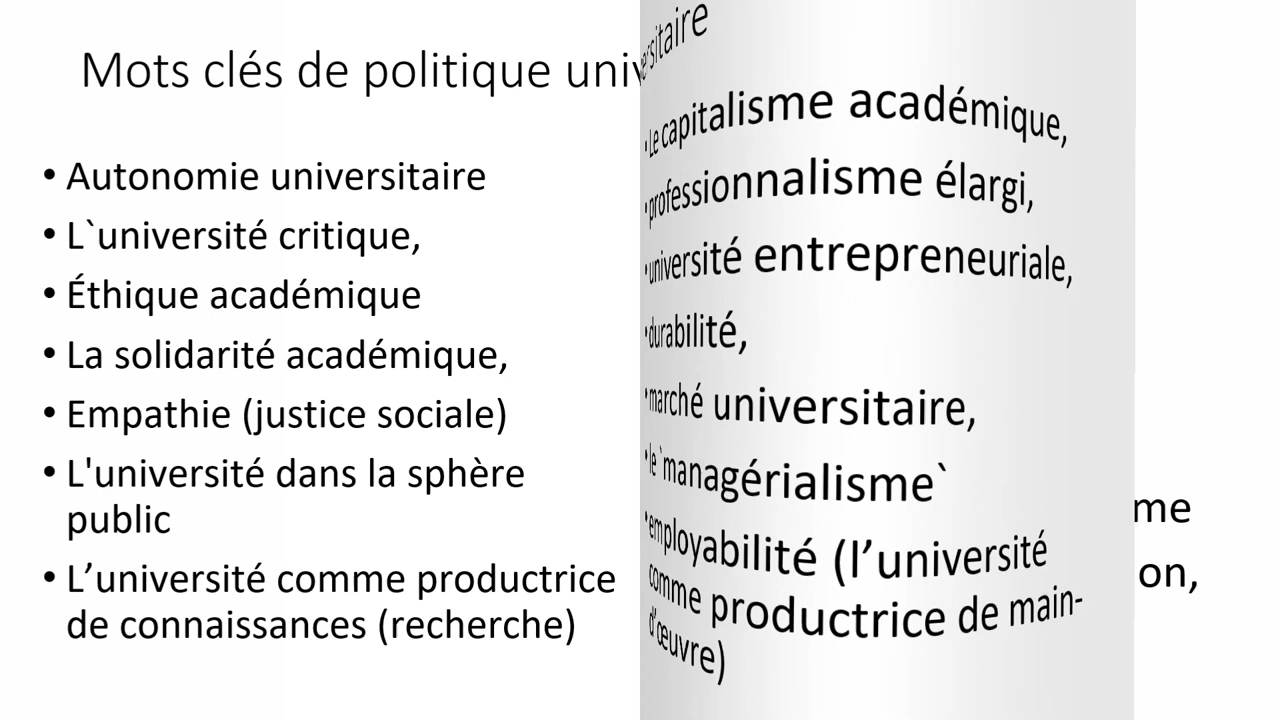 Mots clés de politique universitaire
• Autonomie universitaire
• L`université critique,
• Éthique académique
• La solidarité académique,
• Empathie (justice sociale)
• L'université dans la sphère
public
• L’université comme productrice
de connaissances (recherche)
•Le capitalisme académique,
•professionnalisme élargi,
•université entrepreneuriale,
•durabilité,
•marché universitaire,
•le `managérialisme`
•employabilité (l’université
comme productrice de main-
d’œuvre)
me
on,